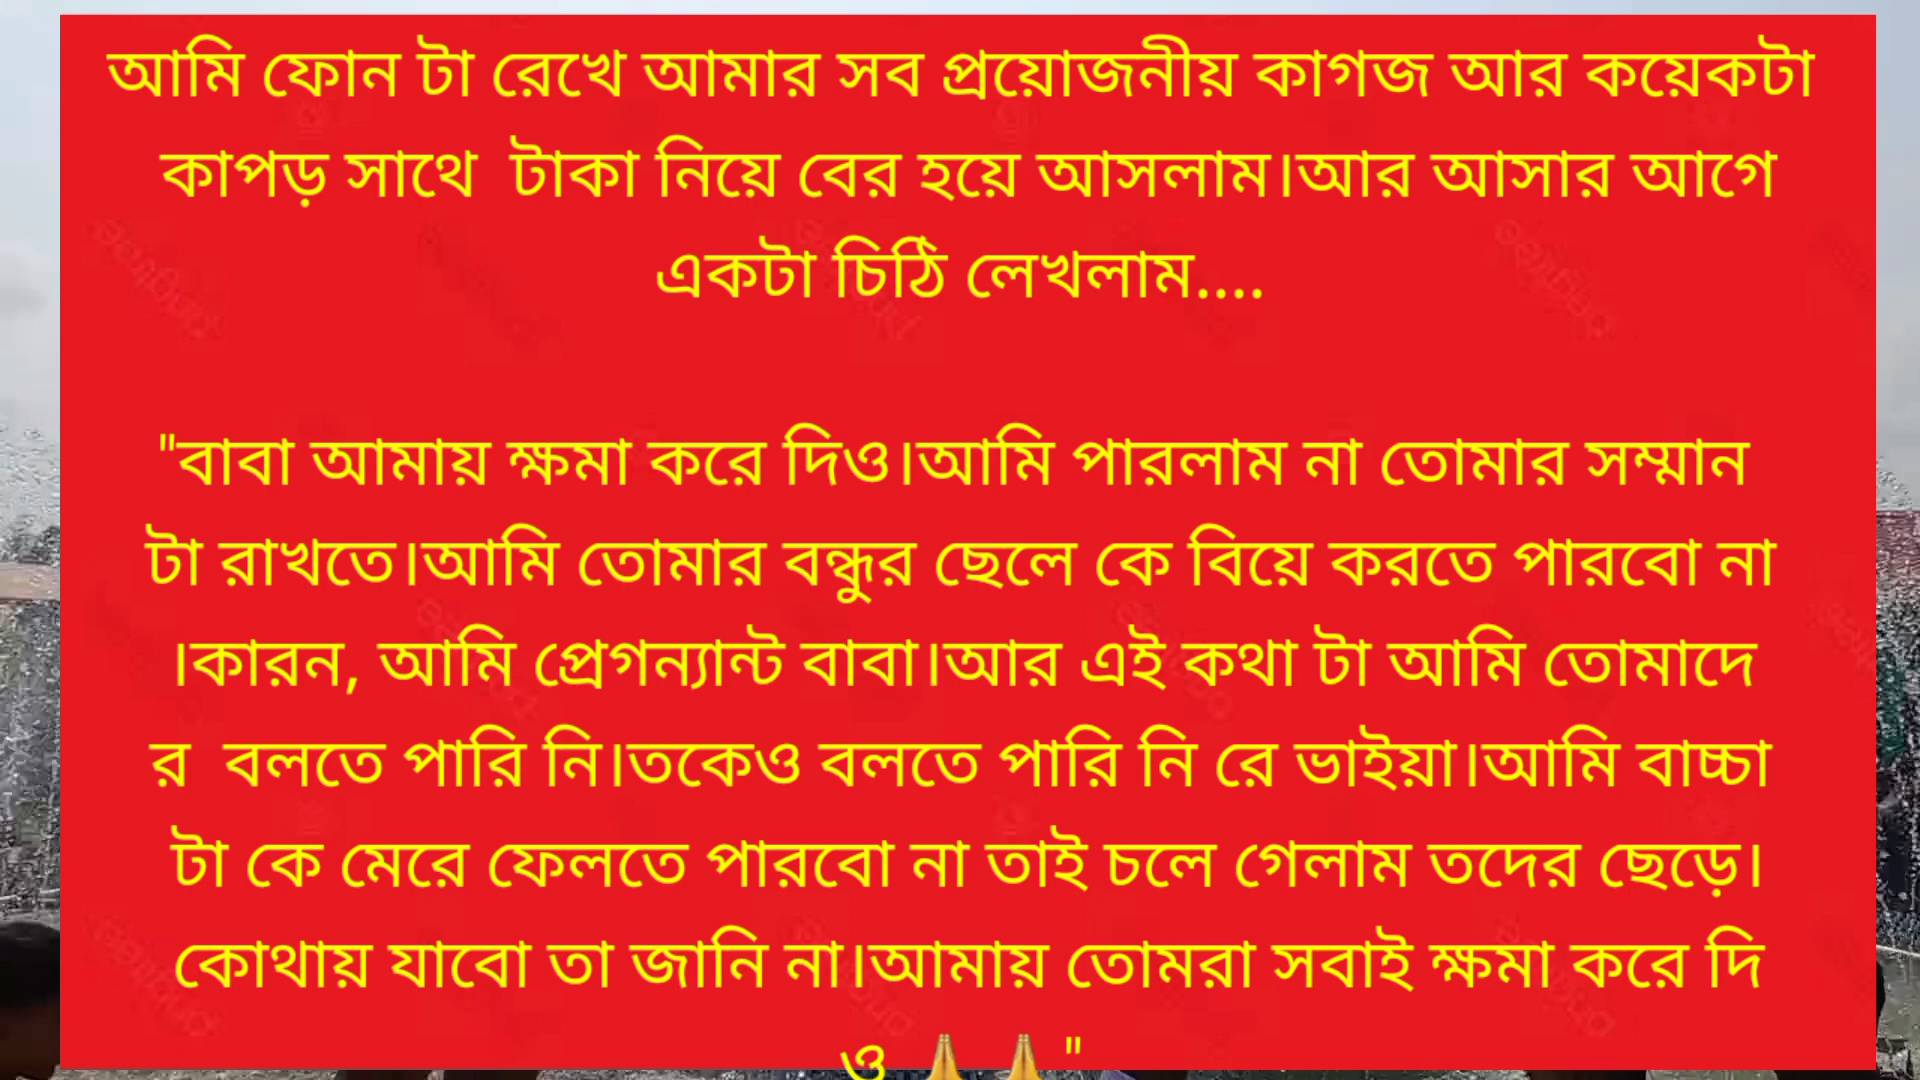 আমি ফোন টা রেখে আমার সব প্রয়োজনীয় কাগজ আর কয়েকটা
কাপড় সাথে  টাকা নিয়ে বের হয়ে আসলাম।আর আসার আগে
একটা চিঠি লেখলাম....
"বাবা আমায় ক্ষমা করে দিও।আমি পারলাম না তোমার সম্মান
টা রাখতে।আমি তোমার বন্ধুর ছেলে কে বিয়ে করতে পারবো না
।কারন, আমি প্রেগন্যান্ট বাবা।আর এই কথা টা আমি তোমাদে
র  বলতে পারি নি।তকেও বলতে পারি নি রে ভাইয়া।আমি বাচ্চা
টা কে মেরে ফেলতে পারবো না তাই চলে গেলাম তদের ছেড়ে।
কোথায় যাবো তা জানি না।আমায় তোমরা সবাই ক্ষমা করে দি
ও 🙏🙏"